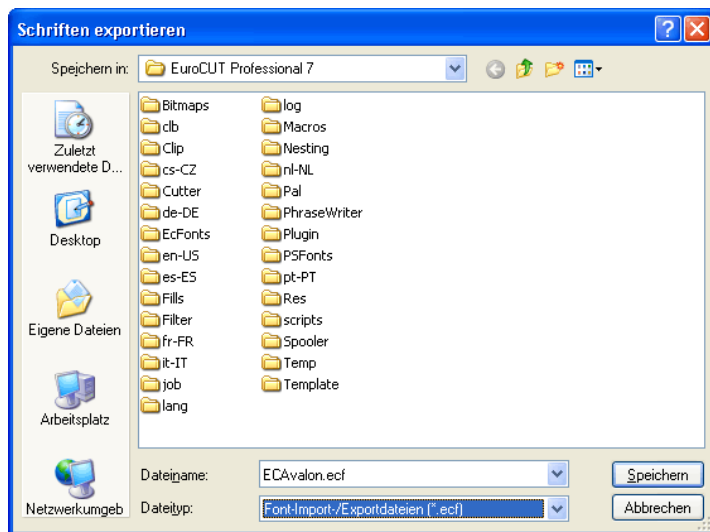 Schriften exportieren
Speichern in: EuroCUT Professional 7
Zuletzt
verwendete D...
Desktop
Eigene Dateien
Arbeitsplatz
Netzwerkumgeb
Bitmaps
clb
Clip
cs-CZ
Cutter
de-DE
EcFonts
en-US
es-ES
Fills
Filter
fr-FR
it-IT
job
lang
log
Macros
Nesting
nl-NL
Pal
PhraseWriter
Plugin
PSFonts
pt-PT
Res
scripts
Spooler
Temp
Template
Dateiname: ECAvalon.ecf Speichern
Dateityp: Font-Import-/Exportdateien (*.ecf) Abbrechen